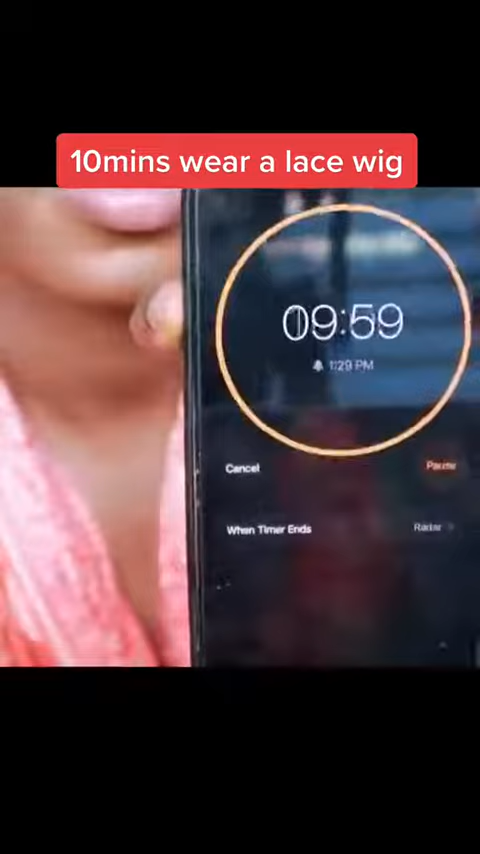 10mins wear a lace wig
09:59
1:29 PM
Cancel
Pause
When Timer Ends
Radar